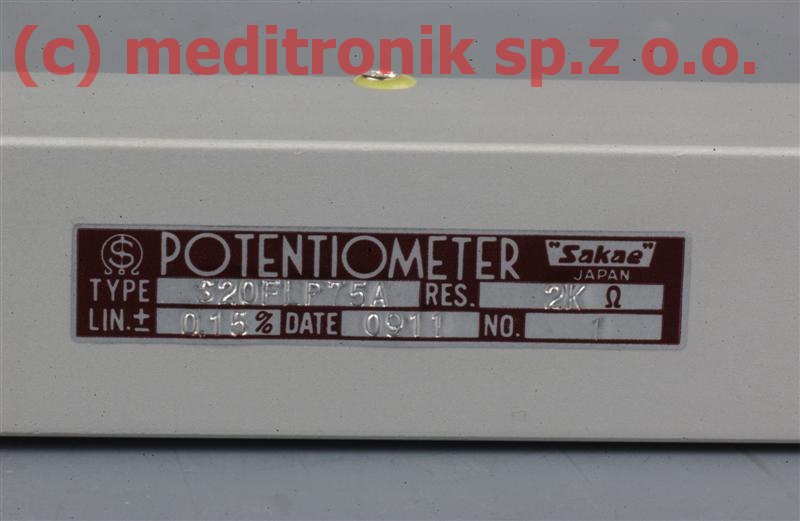 (c) meditronik sp.z o.o.
POTENTIOMETER "Sakae"
JAPAN
TYPE S20FLP75A RES. 2K Ω
LIN.± 0.15% DATE 0911 NO. 1